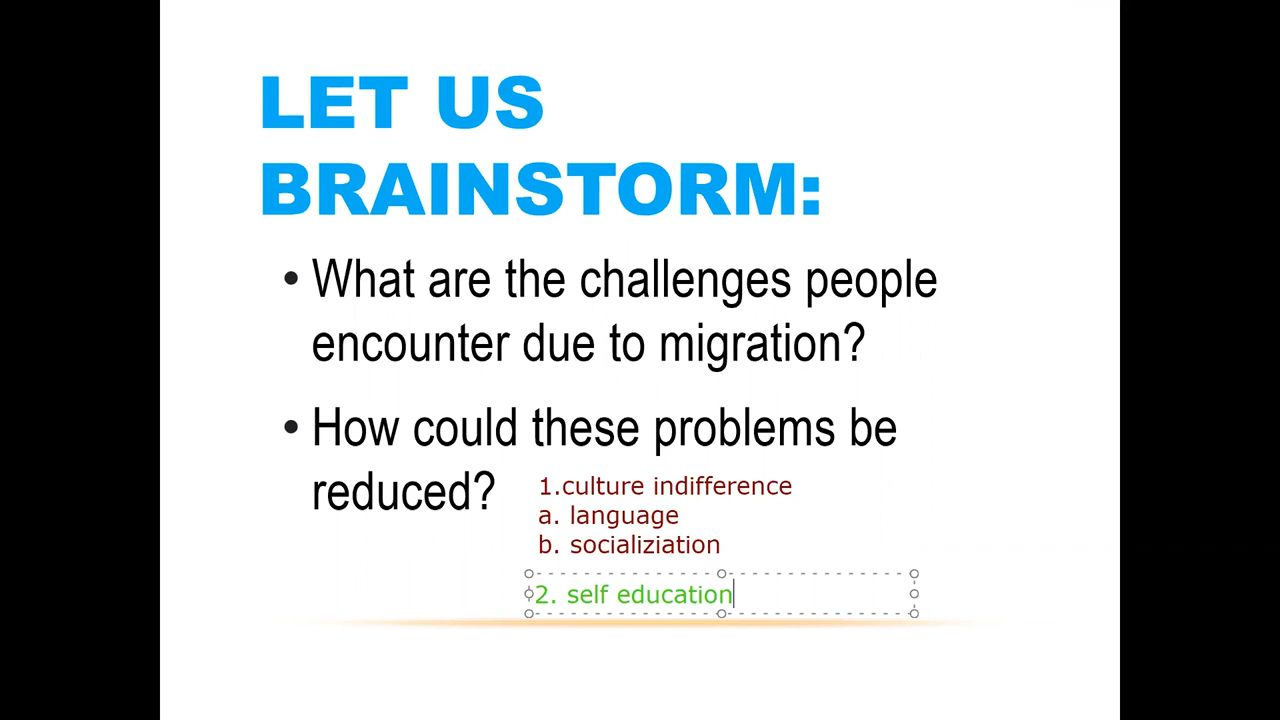 LET US
BRAINSTORM:
• What are the challenges people
encounter due to migration?
• How could these problems be
reduced?
1.culture indifference
a. language
b. socializiation
2. self education